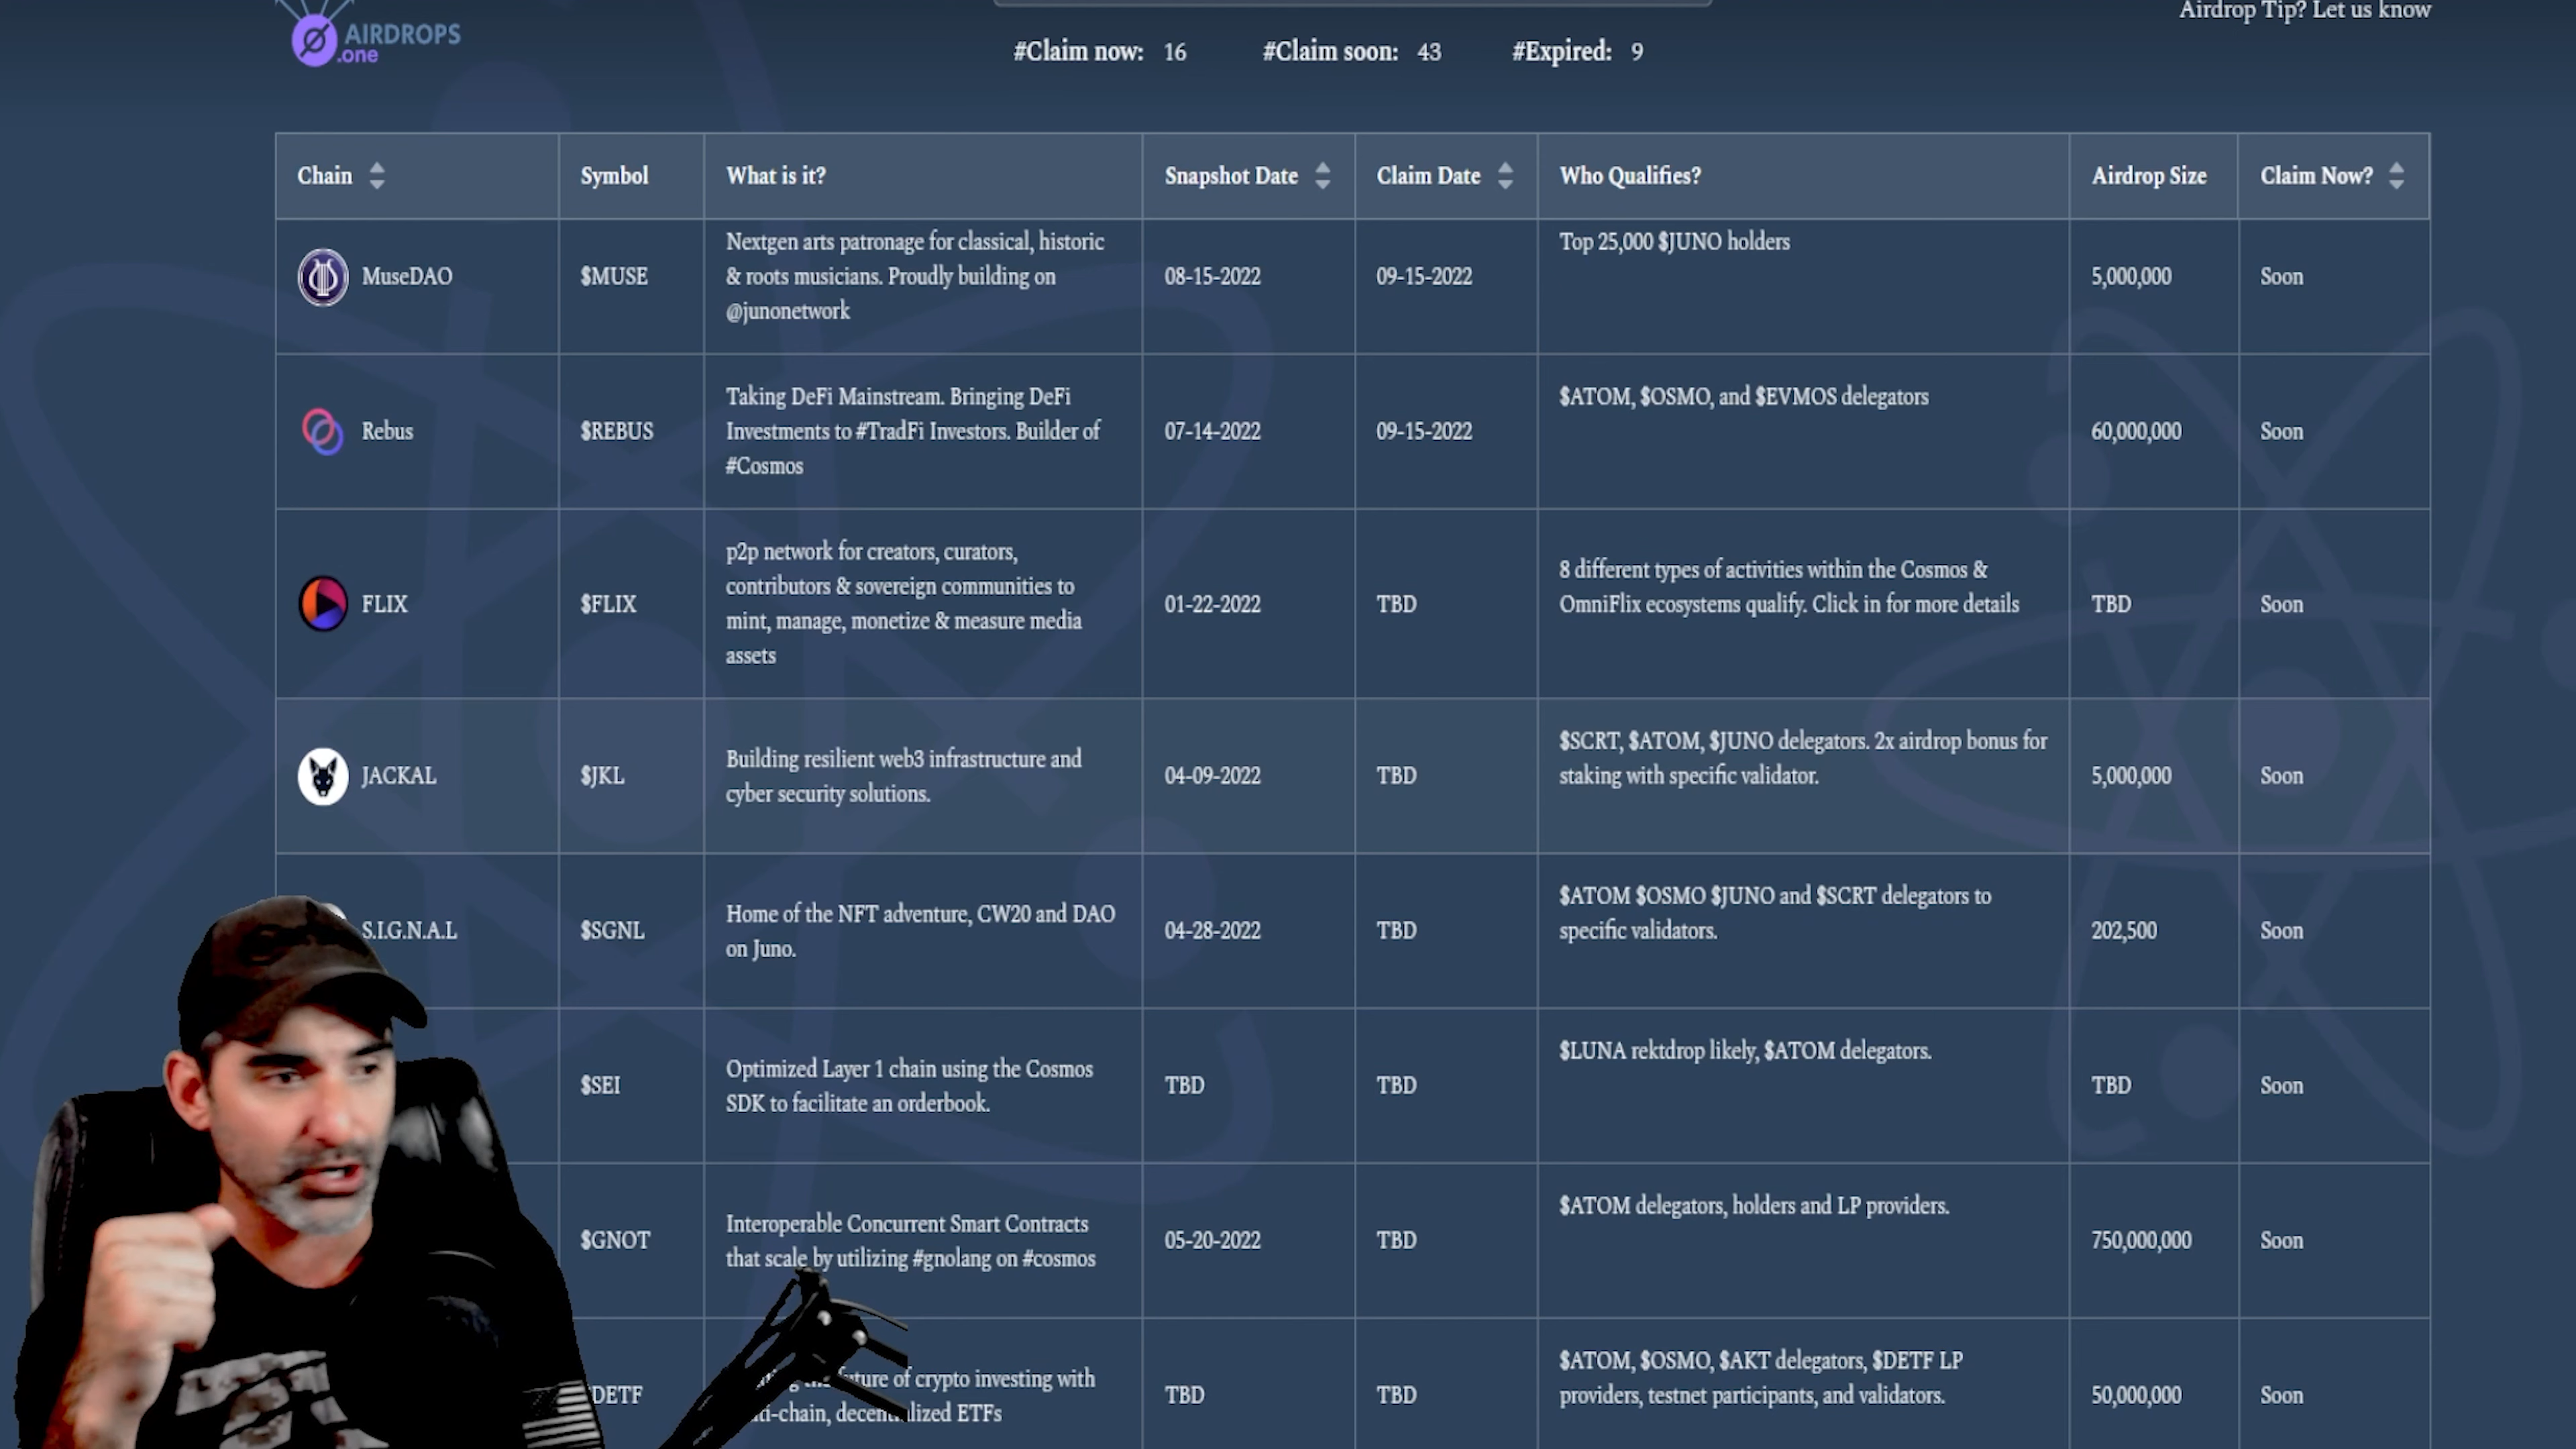 AIRDROPS
.one
Airdrop Tip? Let us know
#Claim now: 16 #Claim soon: 43 #Expired: 9
Chain Symbol What is it? Snapshot Date Claim Date Who Qualifies? Airdrop Size Claim Now?
MuseDAO
$MUSE
Nextgen arts patronage for classical, historic
& roots musicians. Proudly building on
@junonetwork
08-15-2022
09-15-2022
Top 25,000 $JUNO holders
5,000,000
Soon
Rebus
$REBUS
Taking DeFi Mainstream. Bringing DeFi
Investments to #TradFi Investors. Builder of
#Cosmos
07-14-2022
09-15-2022
$ATOM, $OSMO, and $EVMOS delegators
60,000,000
Soon
FLIX
$FLIX
p2p network for creators, curators,
contributors & sovereign communities to
mint, manage, monetize & measure media
assets
01-22-2022
TBD
8 different types of activities within the Cosmos &
OmniFlix ecosystems qualify. Click in for more details
TBD
Soon
JACKAL
$JKL
Building resilient web3 infrastructure and
cyber security solutions.
04-09-2022
TBD
$SCRT, $ATOM, $JUNO delegators. 2x airdrop bonus for
staking with specific validator.
5,000,000
Soon
S.I.G.N.A.L
$SGNL
Home of the NFT adventure, CW20 and DAO
on Juno.
04-28-2022
TBD
$ATOM $OSMO $JUNO and $SCRT delegators to
specific validators.
202,500
Soon
$SEI
Optimized Layer 1 chain using the Cosmos
SDK to facilitate an orderbook.
TBD
TBD
$LUNA rektdrop likely, $ATOM delegators.
TBD
Soon
$GNOT
Interoperable Concurrent Smart Contracts
that scale by utilizing #gnolang on #cosmos
05-20-2022
TBD
$ATOM delegators, holders and LP providers.
750,000,000
Soon
DETF
future of crypto investing with
decentralized ETFs
TBD
TBD
$ATOM, $OSMO, $AKT delegators, $DETF LP
providers, testnet participants, and validators.
50,000,000
Soon